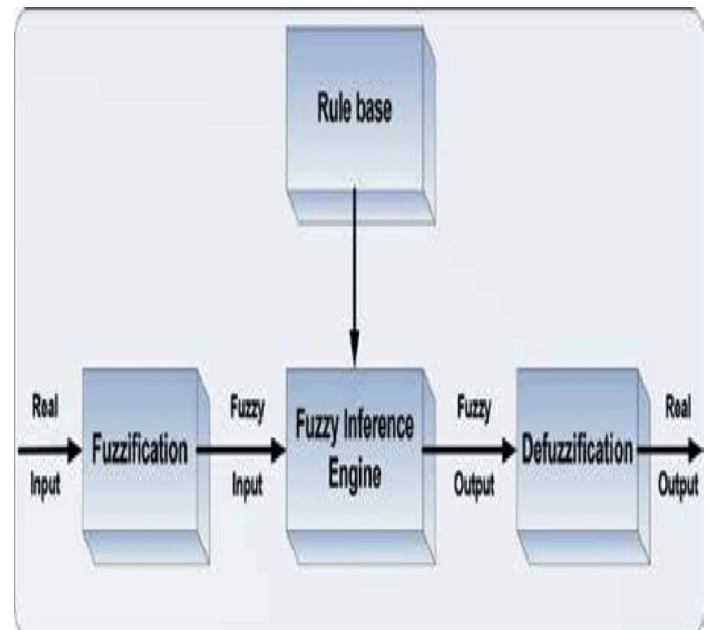 Rule base
Real
Input
Fuzzification
Fuzzy
Input
Fuzzy Inference
Engine
Fuzzy
Output
Defuzzification
Real
Output